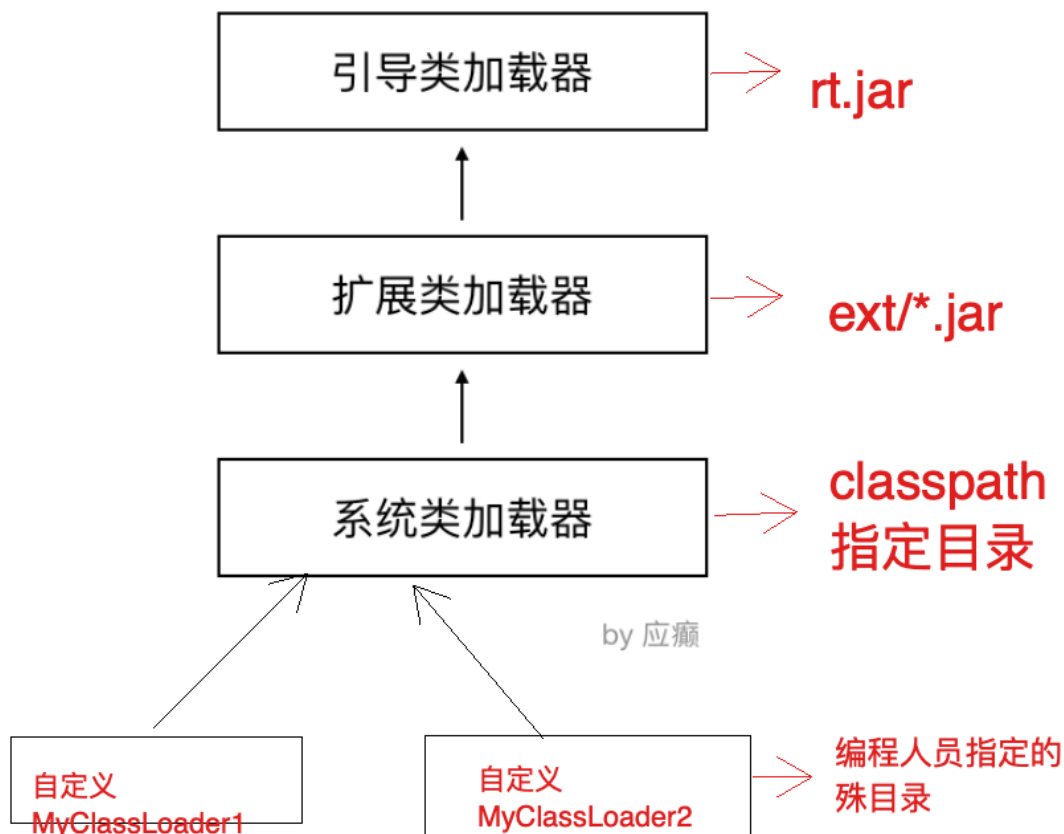 引导类加载器
rt.jar
扩展类加载器
ext/*.jar
系统类加载器
classpath
指定目录
by 应癫
自定义
MyClassLoader1
自定义
MyClassLoader2
编程人员指定的
殊目录